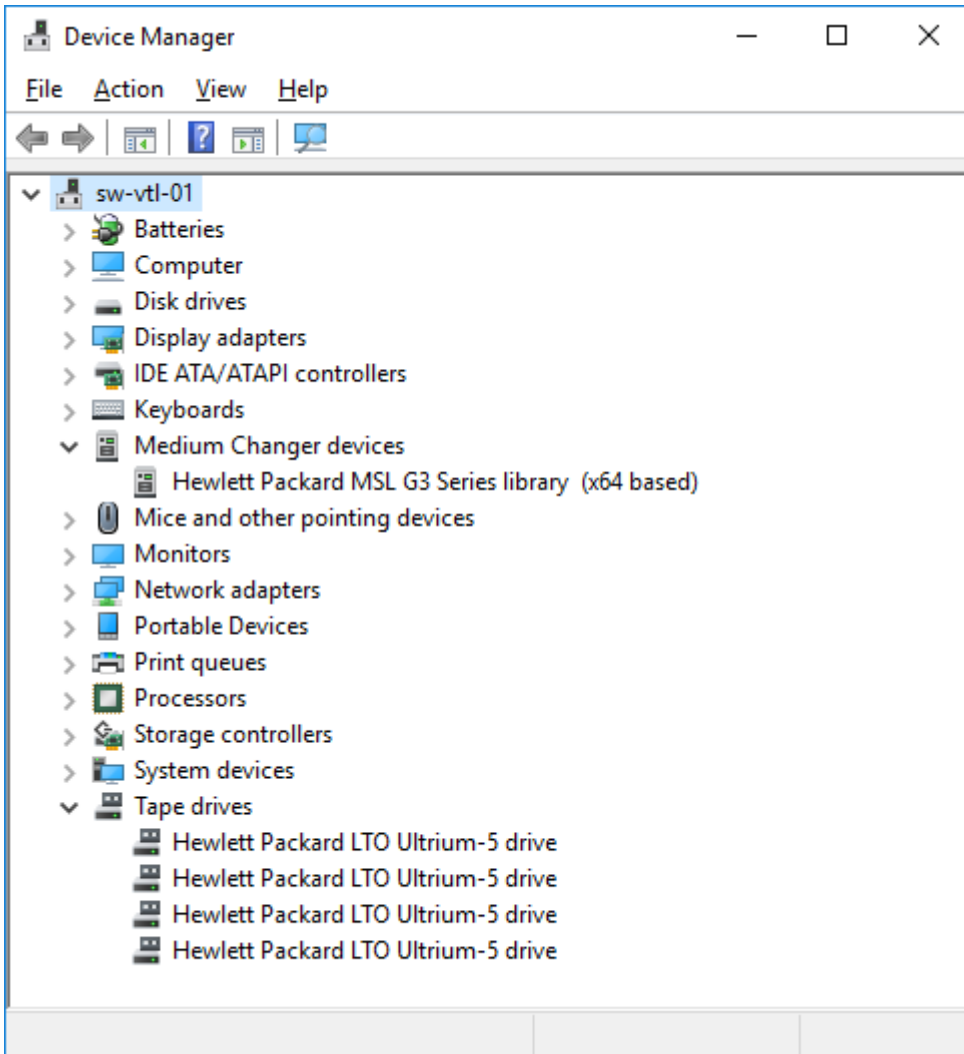 Device Manager
File Action View Help
sw-vtl-01
Batteries
Computer
Disk drives
Display adapters
IDE ATA/ATAPI controllers
Keyboards
Medium Changer devices
Hewlett Packard MSL G3 Series library (x64 based)
Mice and other pointing devices
Monitors
Network adapters
Portable Devices
Print queues
Processors
Storage controllers
System devices
Tape drives
Hewlett Packard LTO Ultrium-5 drive
Hewlett Packard LTO Ultrium-5 drive
Hewlett Packard LTO Ultrium-5 drive
Hewlett Packard LTO Ultrium-5 drive